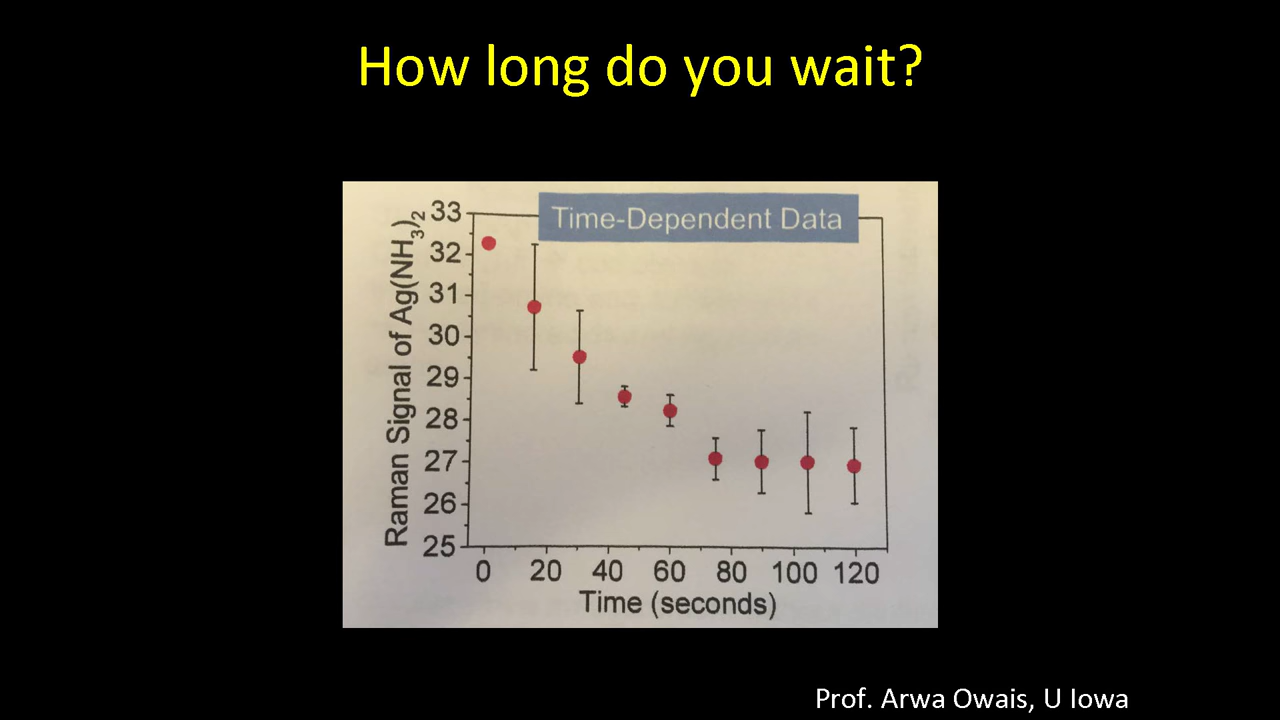 How long do you wait?
Time-Dependent Data
Raman Signal of Ag(NH3)2
33
32
31
30
29
28
27
26
25
0 20 40 60 80 100 120
Time (seconds)
Prof. Arwa Owais, U Iowa